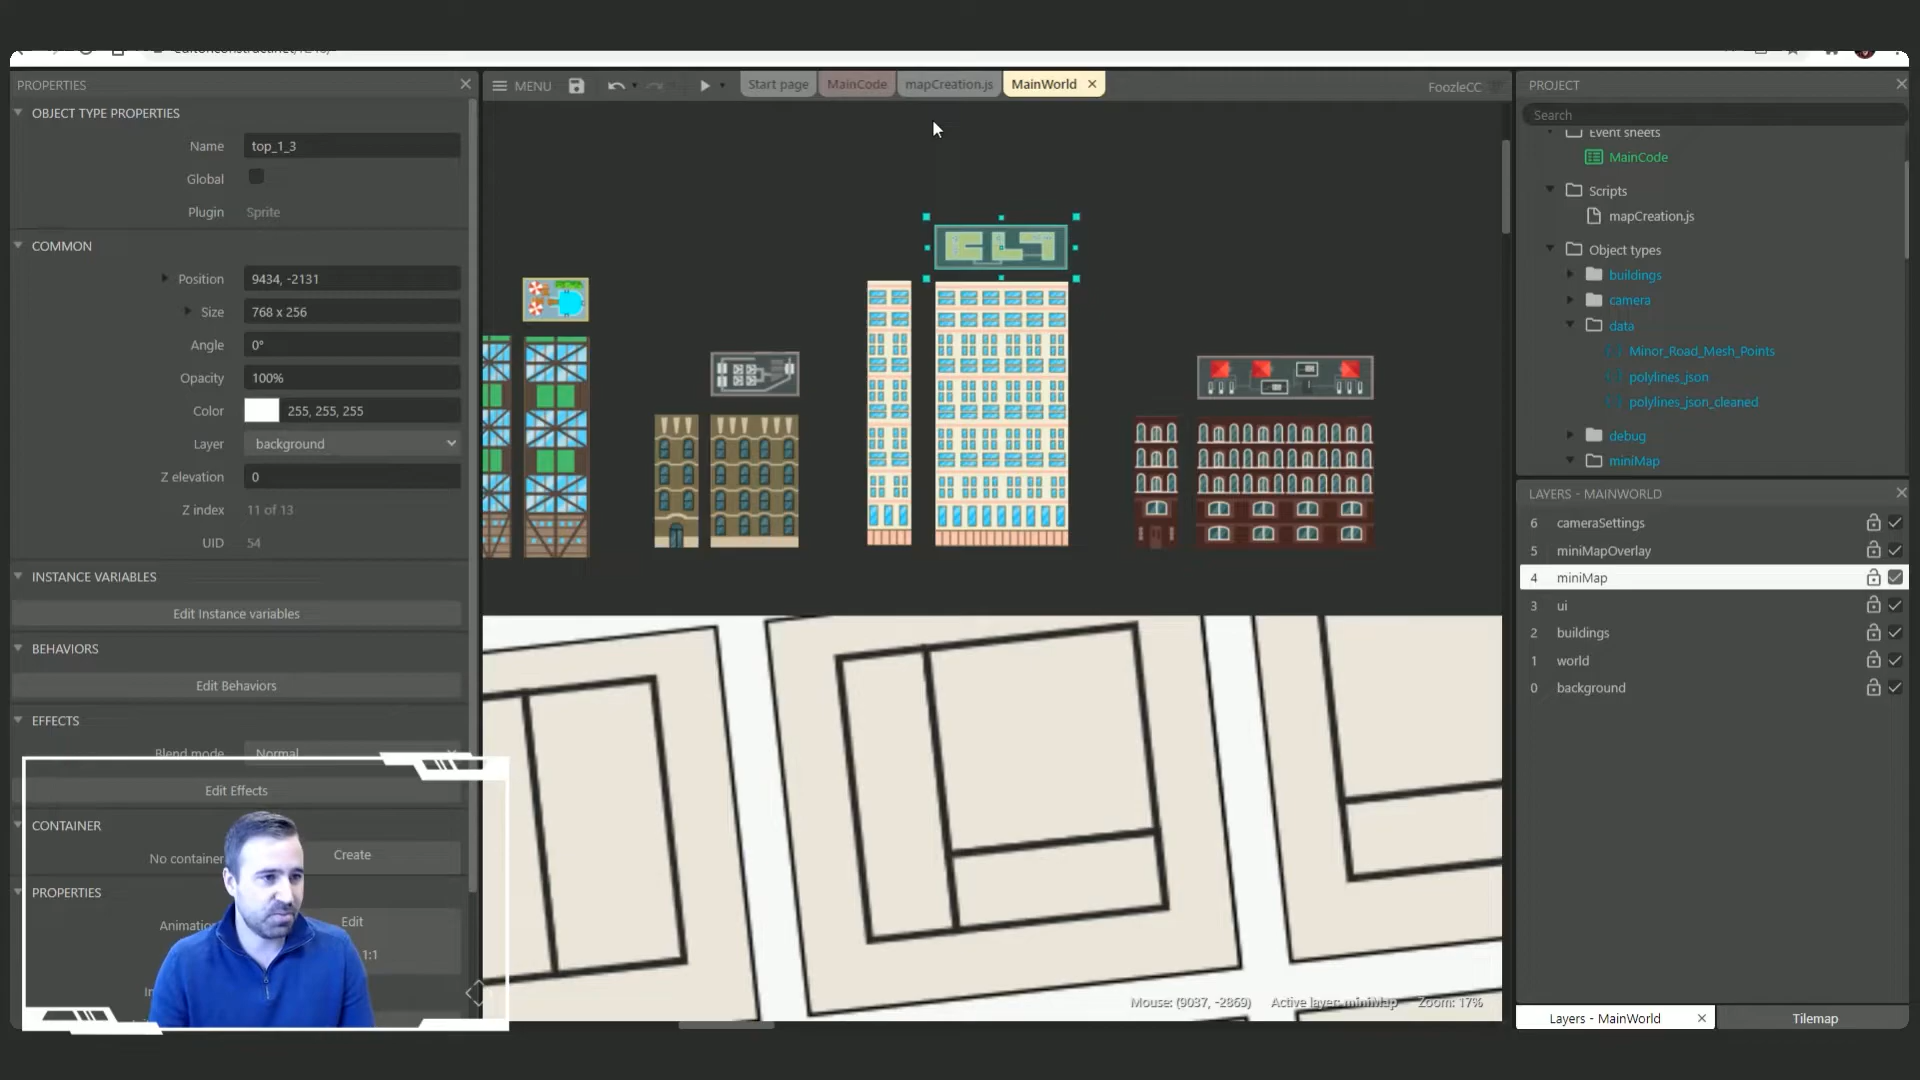 PROPERTIES
OBJECT TYPE PROPERTIES
Name top_1_3
Global
Plugin Sprite
COMMON
Position 9434, -2131
Size 768 x 256
Angle 0°
Opacity 100%
Color 255, 255, 255
Layer background
Z elevation 0
Z index 11 of 13
UID 54
INSTANCE VARIABLES
Edit Instance variables
BEHAVIORS
Edit Behaviors
EFFECTS
Blend mode Normal
Edit Effects
CONTAINER
No container Create
PROPERTIES
Edit
1:1
MENU
Start page
MainCode
mapCreation.js
MainWorld
FoozleCC
Mouse: (9037, -2869) Active layer: miniMap Zoom: 17%
PROJECT
Search
Event sheets
MainCode
Scripts
mapCreation.js
Object types
buildings
camera
data
Minor_Road_Mesh_Points
polylines_json
polylines_json_cleaned
debug
miniMap
LAYERS - MAINWORLD
6 cameraSettings
5 miniMapOverlay
4 miniMap
3 ui
2 buildings
1 world
0 background
Layers - MainWorld
Tilemap